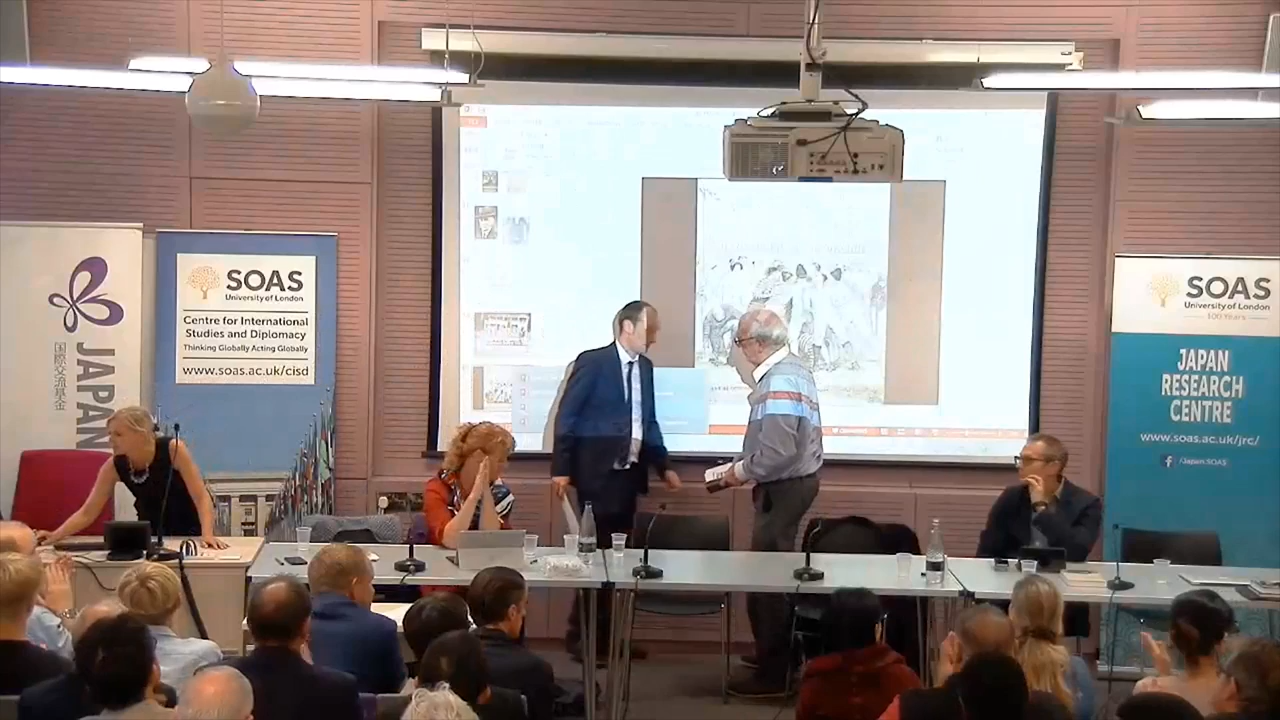 国際交流基金
JAPAN
SOAS
University of London
Centre for International
Studies and Diplomacy
Thinking Globally Acting Globally
www.soas.ac.uk/cisd
SOAS
University of London
100 Years
JAPAN
RESEARCH
CENTRE
www.soas.ac.uk/jrc/
/Japan.SOAS